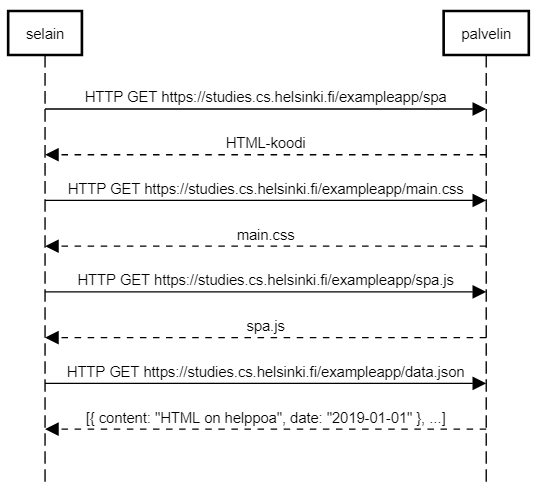 selain
palvelin
HTTP GET https://studies.cs.helsinki.fi/exampleapp/spa
HTML-koodi
HTTP GET https://studies.cs.helsinki.fi/exampleapp/main.css
main.css
HTTP GET https://studies.cs.helsinki.fi/exampleapp/spa.js
spa.js
HTTP GET https://studies.cs.helsinki.fi/exampleapp/data.json
[{ content: "HTML on helppoa", date: "2019-01-01" }, ...]